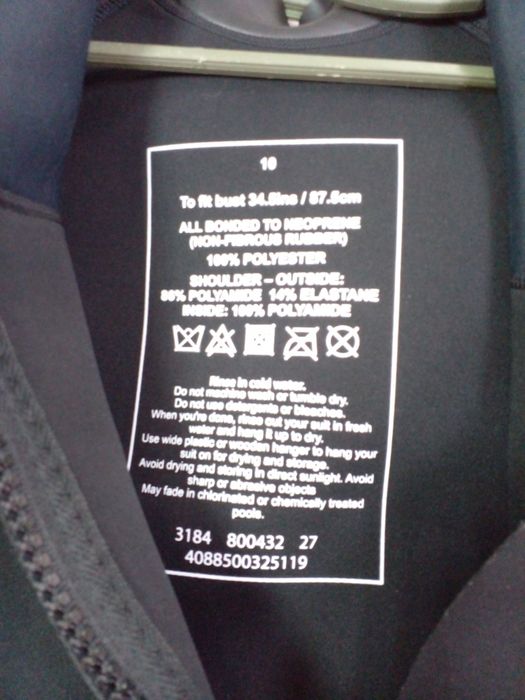 10
To fit bust 34.5ins / 87.5cm
ALL BONDED TO NEOPRENE
(NON-FIBROUS RUBBER)
100% POLYESTER
SHOULDER – OUTSIDE:
86% POLYAMIDE 14% ELASTANE
INSIDE: 100% POLYAMIDE
Rinse in cold water.
Do not machine wash or tumble dry.
Do not use detergents or bleaches.
When you're done, rinse out your suit in fresh
water and hang it up to dry.
Use wide plastic or wooden hanger to hang your
suit on for drying and storage.
Avoid drying and storing in direct sunlight. Avoid
sharp or abrasive objects
May fade in chlorinated or chemically treated
pools.
3184 800432 27
4088500325119